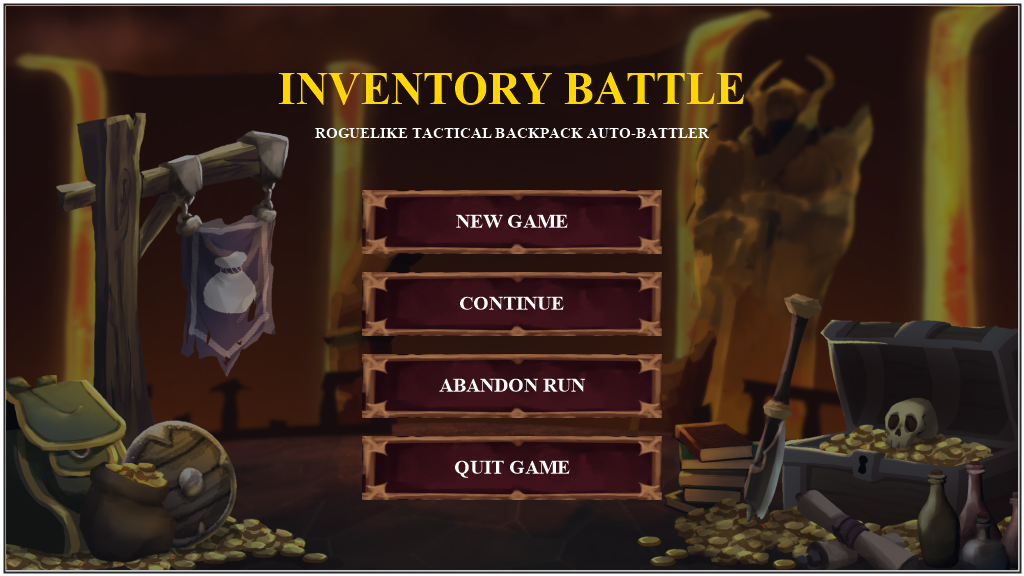 INVENTORY BATTLE
ROGUELIKE TACTICAL BACKPACK AUTO-BATTLER
NEW GAME
CONTINUE
ABANDON RUN
QUIT GAME